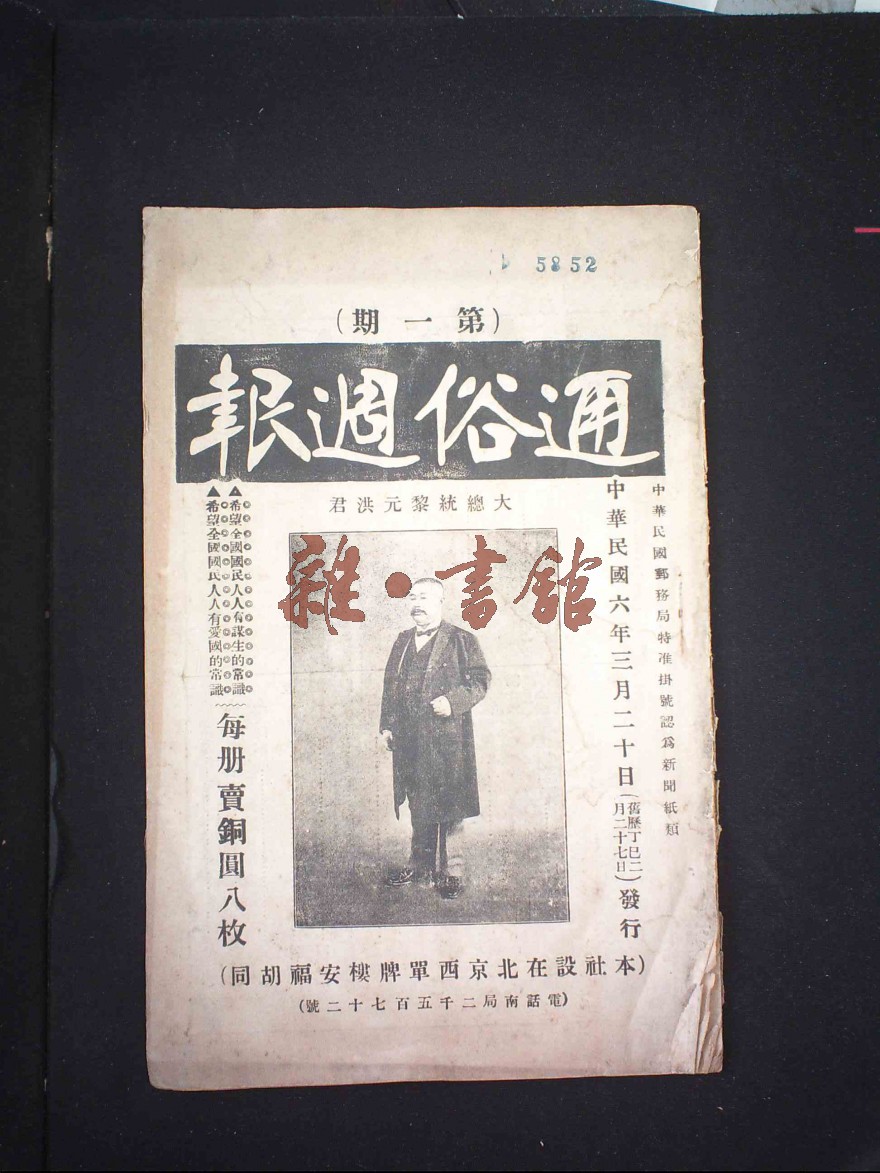 5852
(第一期)
通俗週報
中華民國郵務局特准掛號認爲新聞紙類
中華民國六年三月二十日(舊歷丁巳二月二十七日)發行
大總統黎元洪君
雜·書館
▲希望全國國民人人有謀生的常識
▲希望全國國民人人有愛國的常識
每册賣銅圓八枚
(本社設在北京西單牌樓安福胡同)
(電話南局二千五百七十二號)